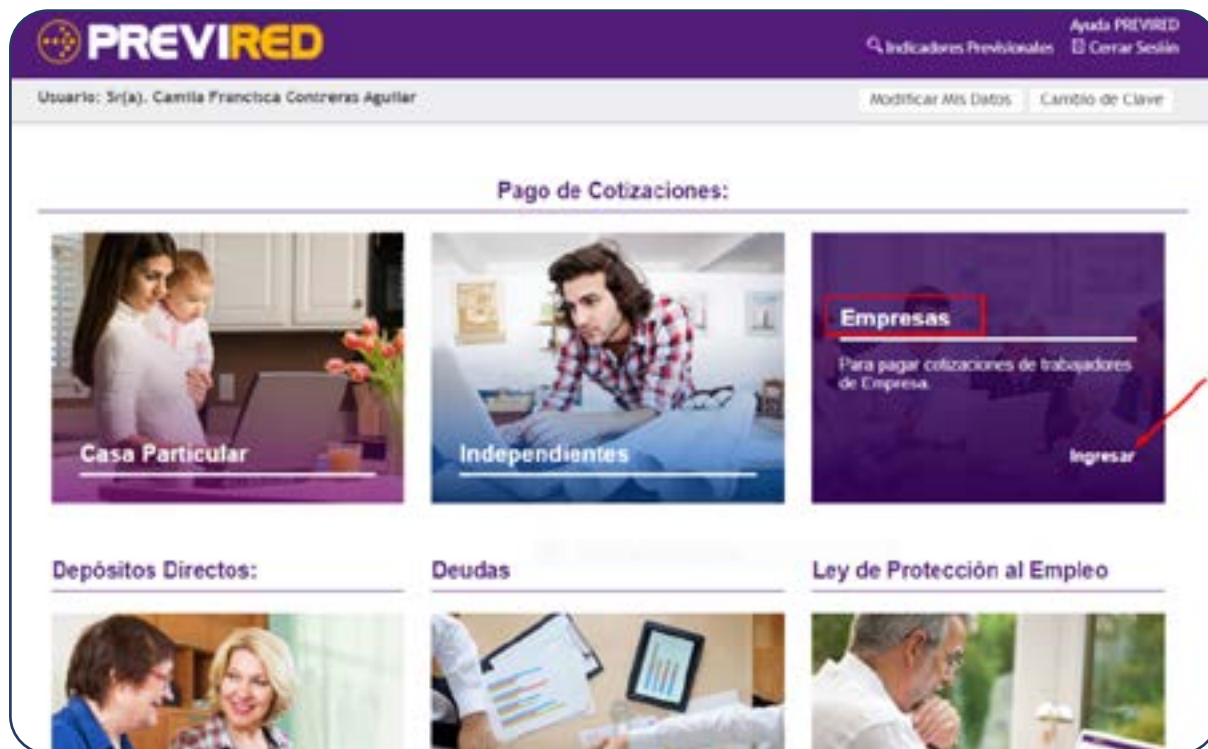 PREVIRED
Ayuda PREVIRED
Indicadores Previsionales
Cerrar Sesión
Usuario: Sr(a). Camila Francisca Contreras Aguilar
Modificar Mis Datos
Cambio de Clave
Pago de Cotizaciones:
Casa Particular
Independientes
Empresas
Para pagar cotizaciones de trabajadores
de Empresa.
Ingresar
Depósitos Directos:
Deudas
Ley de Protección al Empleo